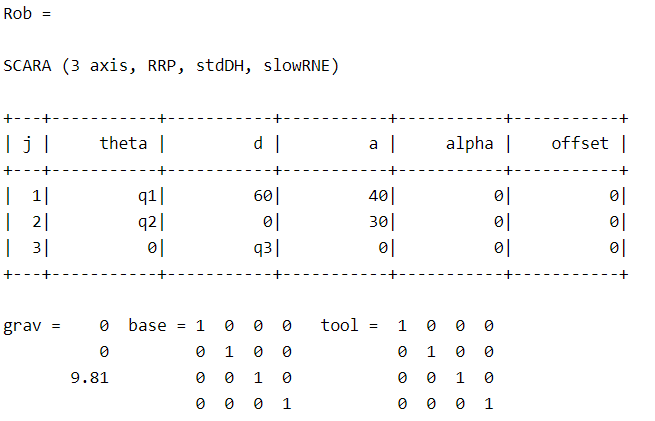 Rob =
SCARA (3 axis, RRP, stdDH, slowRNE)
+---+-----------+-----------+-----------+-----------+-----------+
| j |     theta |         d |         a |     alpha |    offset |
+---+-----------+-----------+-----------+-----------+-----------+
|  1|         q1|         60|         40|          0|          0|
|  2|         q2|          0|         30|          0|          0|
|  3|          0|         q3|          0|          0|          0|
+---+-----------+-----------+-----------+-----------+-----------+
grav =    0  base = 1  0  0  0   tool =  1  0  0  0
          0         0  1  0  0           0  1  0  0
       9.81         0  0  1  0           0  0  1  0
                    0  0  0  1           0  0  0  1